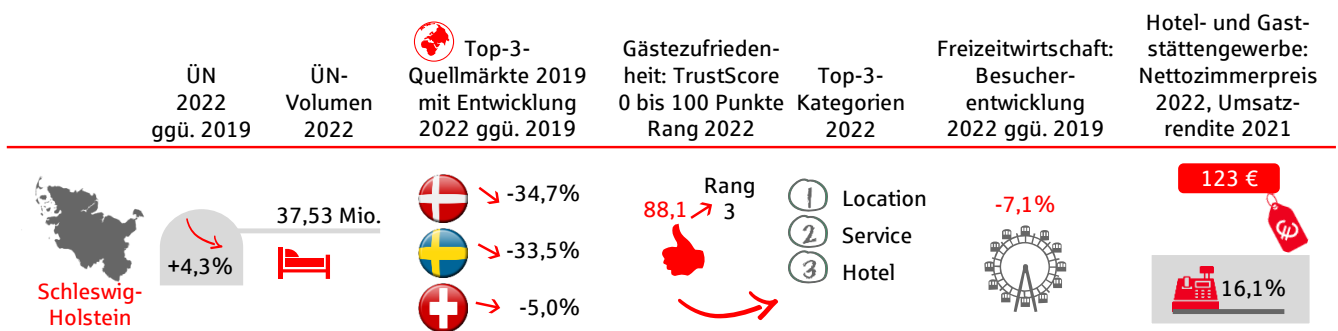 ÜN
2022
ggü. 2019
ÜN-
Volumen
2022
Top-3-
Quellmärkte 2019
mit Entwicklung
2022 ggü. 2019
Gästezufrieden-
heit: TrustScore
0 bis 100 Punkte
Rang 2022
Top-3-
Kategorien
2022
Freizeitwirtschaft:
Besucher-
entwicklung
2022 ggü. 2019
Hotel- und Gast-
stättengewerbe:
Nettozimmerpreis
2022, Umsatz-
rendite 2021
Schleswig-
Holstein
+4,3%
37,53 Mio.
-34,7%
-33,5%
-5,0%
88,1
Rang
3
1 Location
2 Service
3 Hotel
-7,1%
123 €
€
16,1%